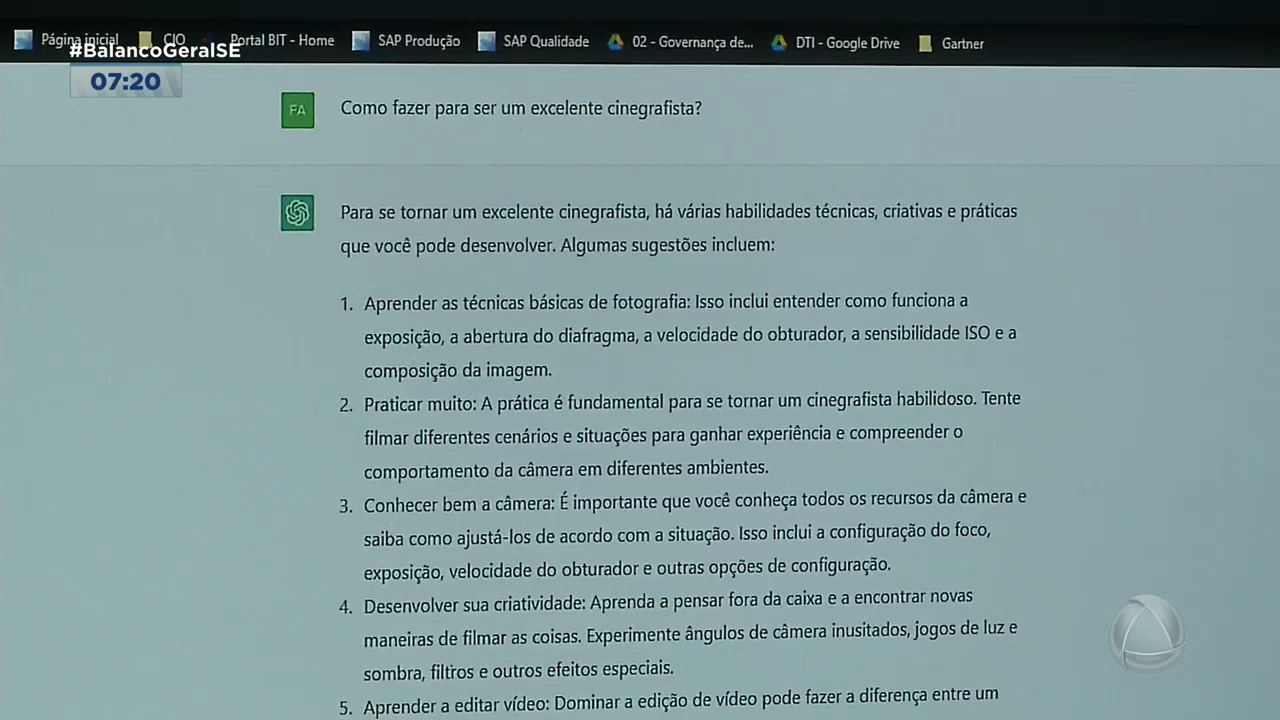 Página inicial CIO Portal BIT - Home SAP Produção SAP Qualidade 02 - Governança de... DTI - Google Drive Gartner
#BalancoGeralSE
07:20
FA Como fazer para ser um excelente cinegrafista?
Para se tornar um excelente cinegrafista, há várias habilidades técnicas, criativas e práticas
que você pode desenvolver. Algumas sugestões incluem:
1. Aprender as técnicas básicas de fotografia: Isso inclui entender como funciona a
exposição, a abertura do diafragma, a velocidade do obturador, a sensibilidade ISO e a
composição da imagem.
2. Praticar muito: A prática é fundamental para se tornar um cinegrafista habilidoso. Tente
filmar diferentes cenários e situações para ganhar experiência e compreender o
comportamento da câmera em diferentes ambientes.
3. Conhecer bem a câmera: É importante que você conheça todos os recursos da câmera e
saiba como ajustá-los de acordo com a situação. Isso inclui a configuração do foco,
exposição, velocidade do obturador e outras opções de configuração.
4. Desenvolver sua criatividade: Aprenda a pensar fora da caixa e a encontrar novas
maneiras de filmar as coisas. Experimente ângulos de câmera inusitados, jogos de luz e
sombra, filtros e outros efeitos especiais.
5. Aprender a editar vídeo: Dominar a edição de vídeo pode fazer a diferença entre um